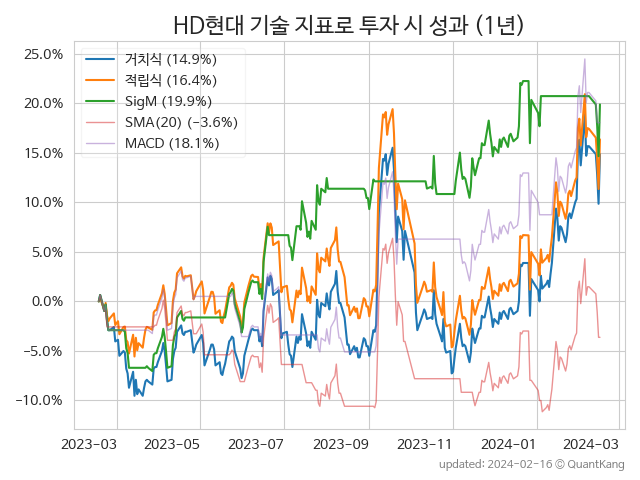 HD현대 기술 지표로 투자 시 성과 (1년)
25.0%
20.0%
15.0%
10.0%
5.0%
0.0%
−5.0%
−10.0%
거치식 (14.9%)
적립식 (16.4%)
SigM (19.9%)
SMA(20) (−3.6%)
MACD (18.1%)
2023-03 2023-05 2023-07 2023-09 2023-11 2024-01 2024-03
updated: 2024-02-16 © QuantKang